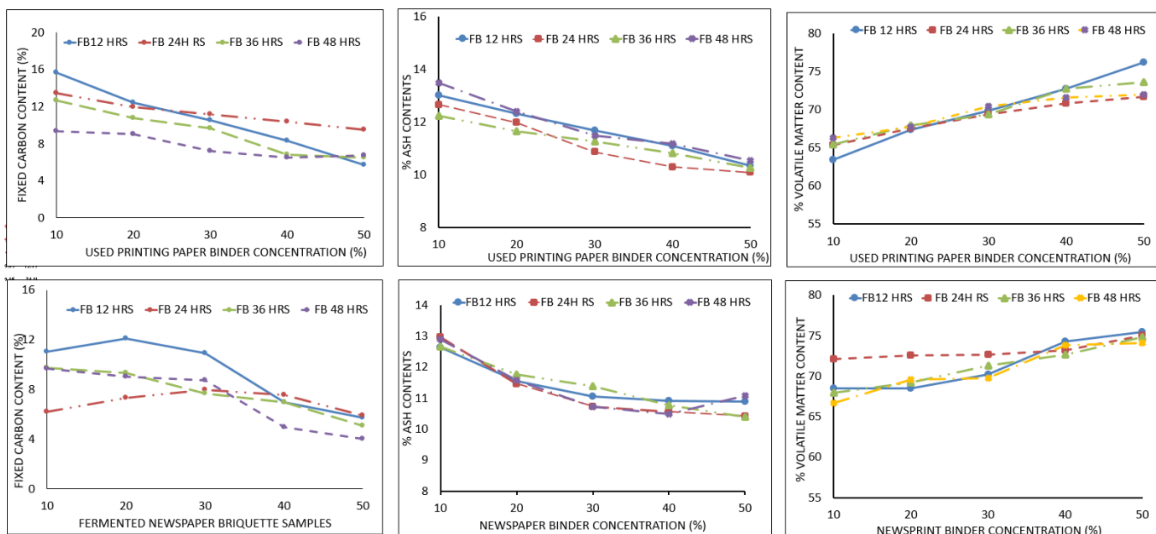 FB12 HRS FB 24H RS FB 36 HRS FB 48 HRS
FIXED CARBON CONTENT (%)
20
16
12
8
4
0
10 20 30 40 50
USED PRINTING PAPER BINDER CONCENTRATION (%)
FB 12 HRS FB 24 HRS FB 36 HRS FB 48 HRS
% ASH CONTENTS
16
14
12
10
8
10 20 30 40 50
USED PRINTING PAPER BINDER CONCENTRATION (%)
FB 12 HRS FB 24 HRS FB 36 HRS FB 48 HRS
% VOLATILE MATTER CONTENT
80
75
70
65
60
55
10 20 30 40 50
USED PRINTING PAPER BINDER CONCENTRATION (%)
FB 12 HRS FB 24 HRS FB 36 HRS FB 48 HRS
FIXED CARBON CONTENT (%)
16
12
8
4
0
10 20 30 40 50
FERMENTED NEWSPAPER BRIQUETTE SAMPLES
FB12 HRS FB 24H RS FB 36 HRS FB 48 HRS
% ASH CONTENTS
14
13
12
11
10
9
8
10 20 30 40 50
NEWSPAPER BINDER CONCENTRATION (%)
FB12 HRS FB 24H RS FB 36 HRS FB 48 HRS
% VOLATILE MATTER CONTENT
80
75
70
65
60
55
10 20 30 40 50
NEWSPRINT BINDER CONCENTRATION (%)